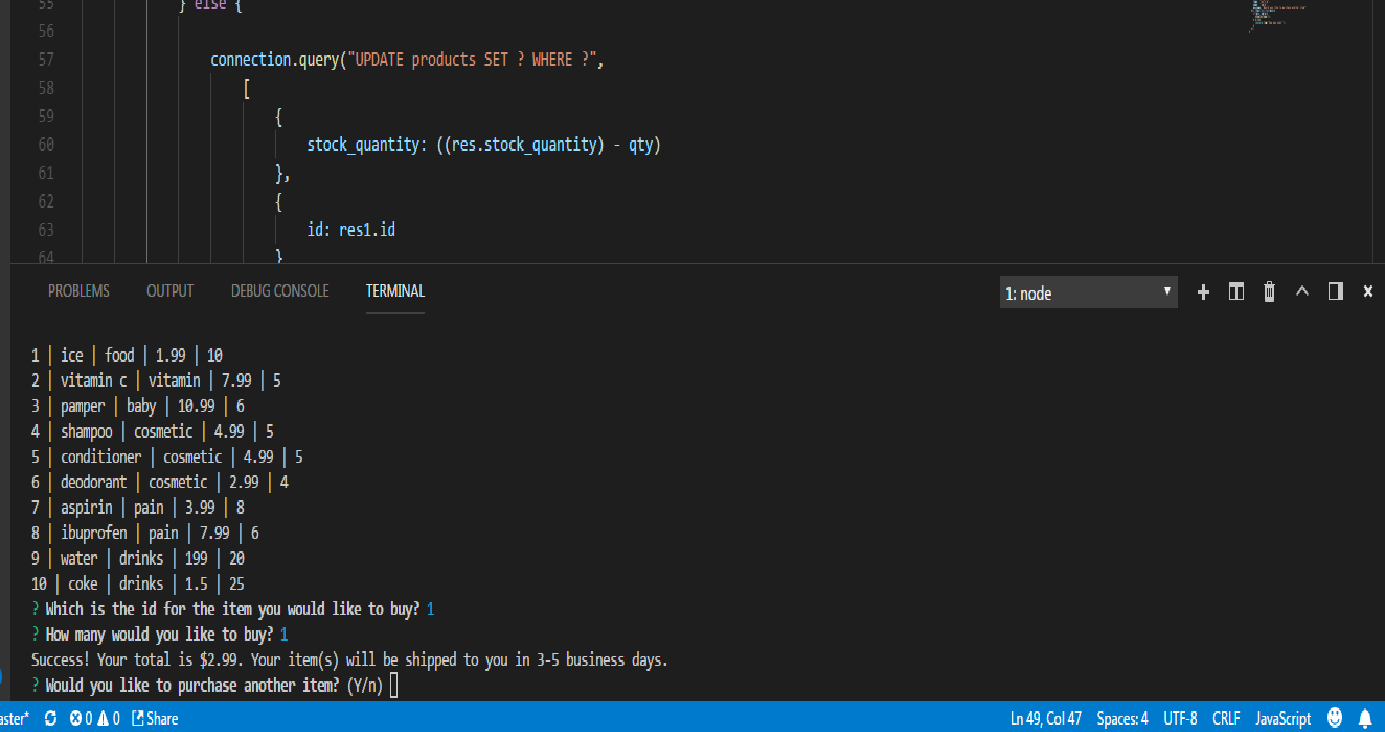 55 } else {
56
57 connection.query("UPDATE products SET ? WHERE ?",
58 [
59 {
60 stock_quantity: ((res.stock_quantity) - qty)
61 },
62 {
63 id: res1.id
64 }
PROBLEMS OUTPUT DEBUG CONSOLE TERMINAL 1: node
1 | ice | food | 1.99 | 10
2 | vitamin c | vitamin | 7.99 | 5
3 | pamper | baby | 10.99 | 6
4 | shampoo | cosmetic | 4.99 | 5
5 | conditioner | cosmetic | 4.99 | 5
6 | deodorant | cosmetic | 2.99 | 4
7 | aspirin | pain | 3.99 | 8
8 | ibuprofen | pain | 7.99 | 6
9 | water | drinks | 199 | 20
10 | coke | drinks | 1.5 | 25
? Which is the id for the item you would like to buy? 1
? How many would you like to buy? 1
Success! Your total is $2.99. Your item(s) will be shipped to you in 3-5 business days.
? Would you like to purchase another item? (Y/n)
aster* 0 0 Share Ln 49, Col 47 Spaces: 4 UTF-8 CRLF JavaScript